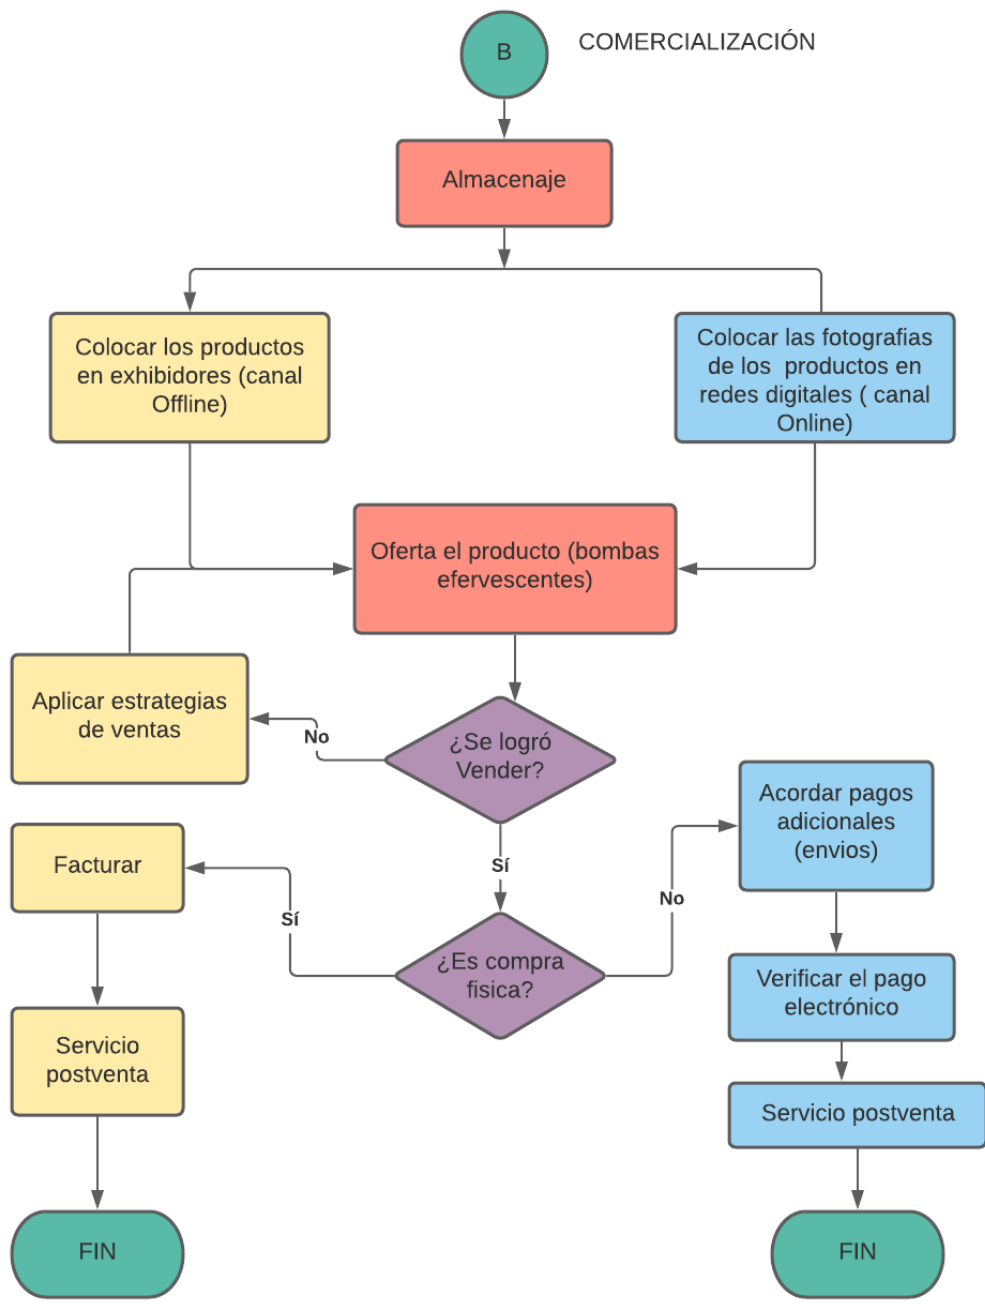 B
COMERCIALIZACIÓN
Almacenaje
Colocar los productos
en exhibidores (canal
Offline)
Colocar las fotografias
de los productos en
redes digitales ( canal
Online)
Oferta el producto (bombas
efervescentes)
Aplicar estrategias
de ventas
No
¿Se logró
Vender?
Acordar pagos
adicionales
(envios)
Facturar
Sí
Sí
No
¿Es compra
fisica?
Verificar el pago
electrónico
Servicio
postventa
Servicio postventa
FIN
FIN